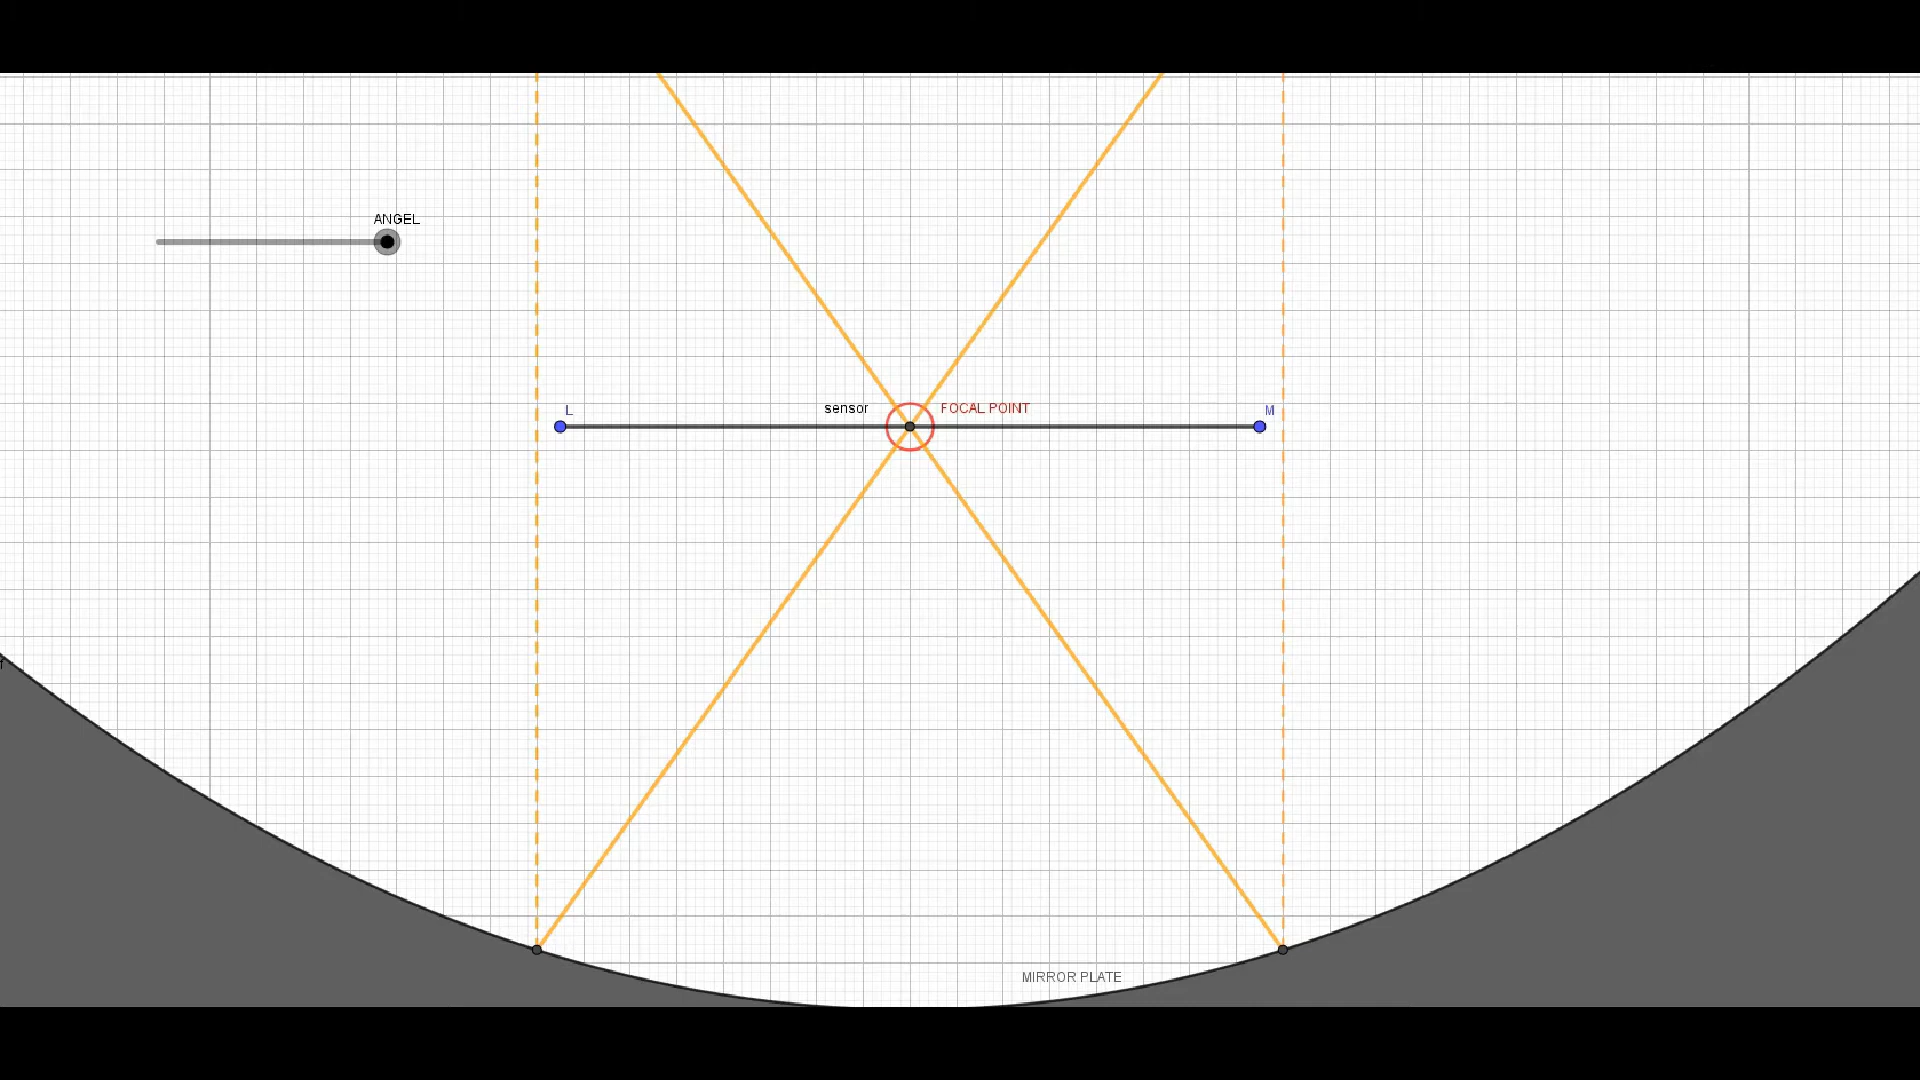 ANGEL
L
sensor
FOCAL POINT
M
f
MIRROR PLATE